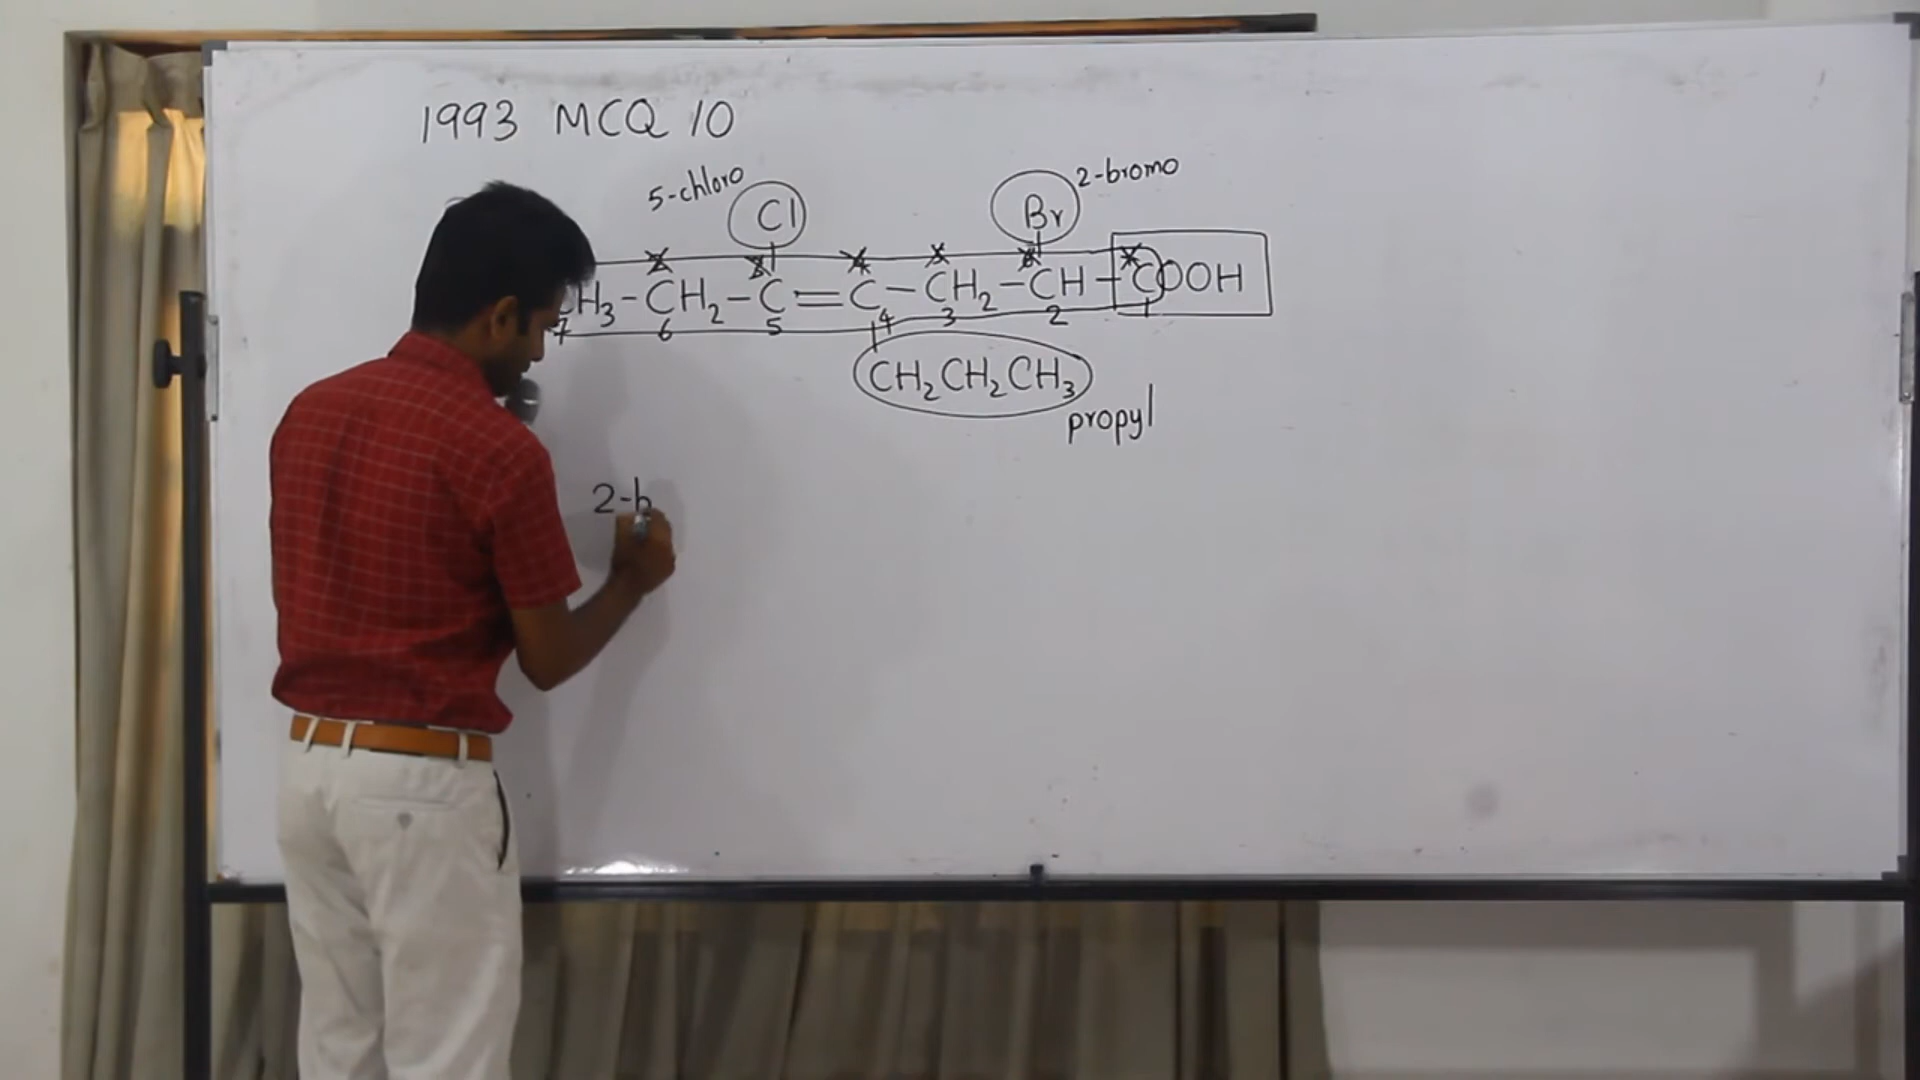 1993 MCQ 10
5-chloro Cl Br 2-bromo
CH3-CH2-C=C-CH2-CH-COOH
7 6 5 4 3 2 1
CH2CH2CH3
propyl
2-b